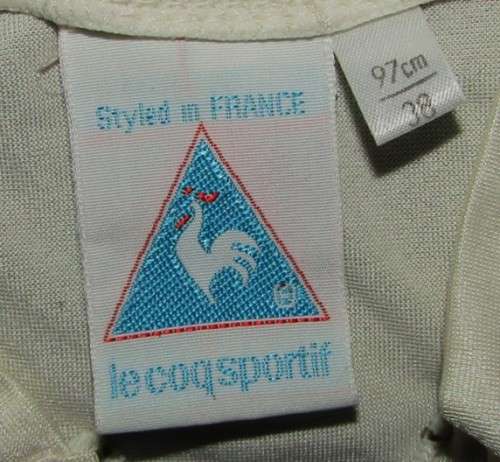 Styled in FRANCE
le coq sportif
97cm
38